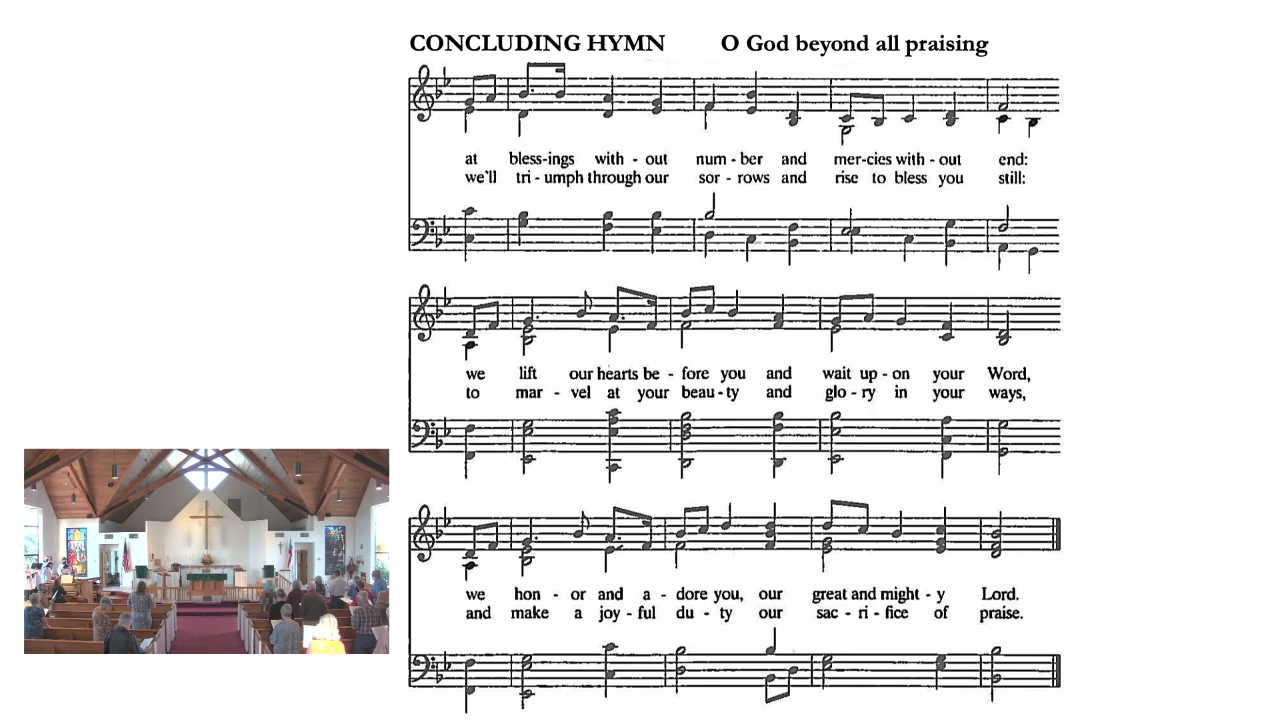 CONCLUDING HYMN O God beyond all praising
at bless-ings with - out num - ber and mer-cies with - out end:
we'll tri - umph through our sor - rows and rise to bless you still:
we lift our hearts be - fore you and wait up - on your Word,
to mar - vel at your beau - ty and glo - ry in your ways,
we hon - or and a - dore you, our great and might - y Lord.
and make a joy - ful du - ty our sac - ri - fice of praise.